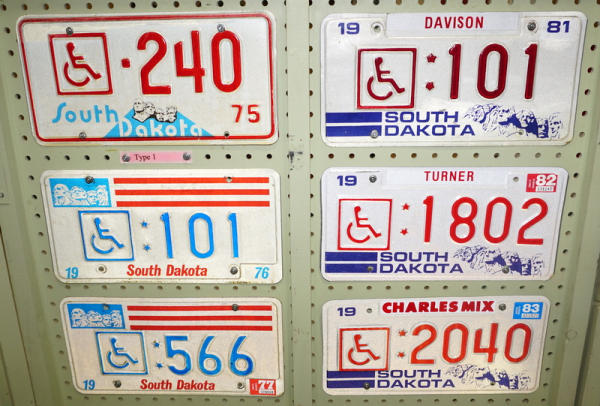 240
South Dakota
75
Type 1
101
19 South Dakota 76
566
19 South Dakota 77
19 DAVISON 81
101
SOUTH
DAKOTA
19 TURNER 82
1802
SOUTH
DAKOTA
19 CHARLES MIX 83
2040
SOUTH
DAKOTA